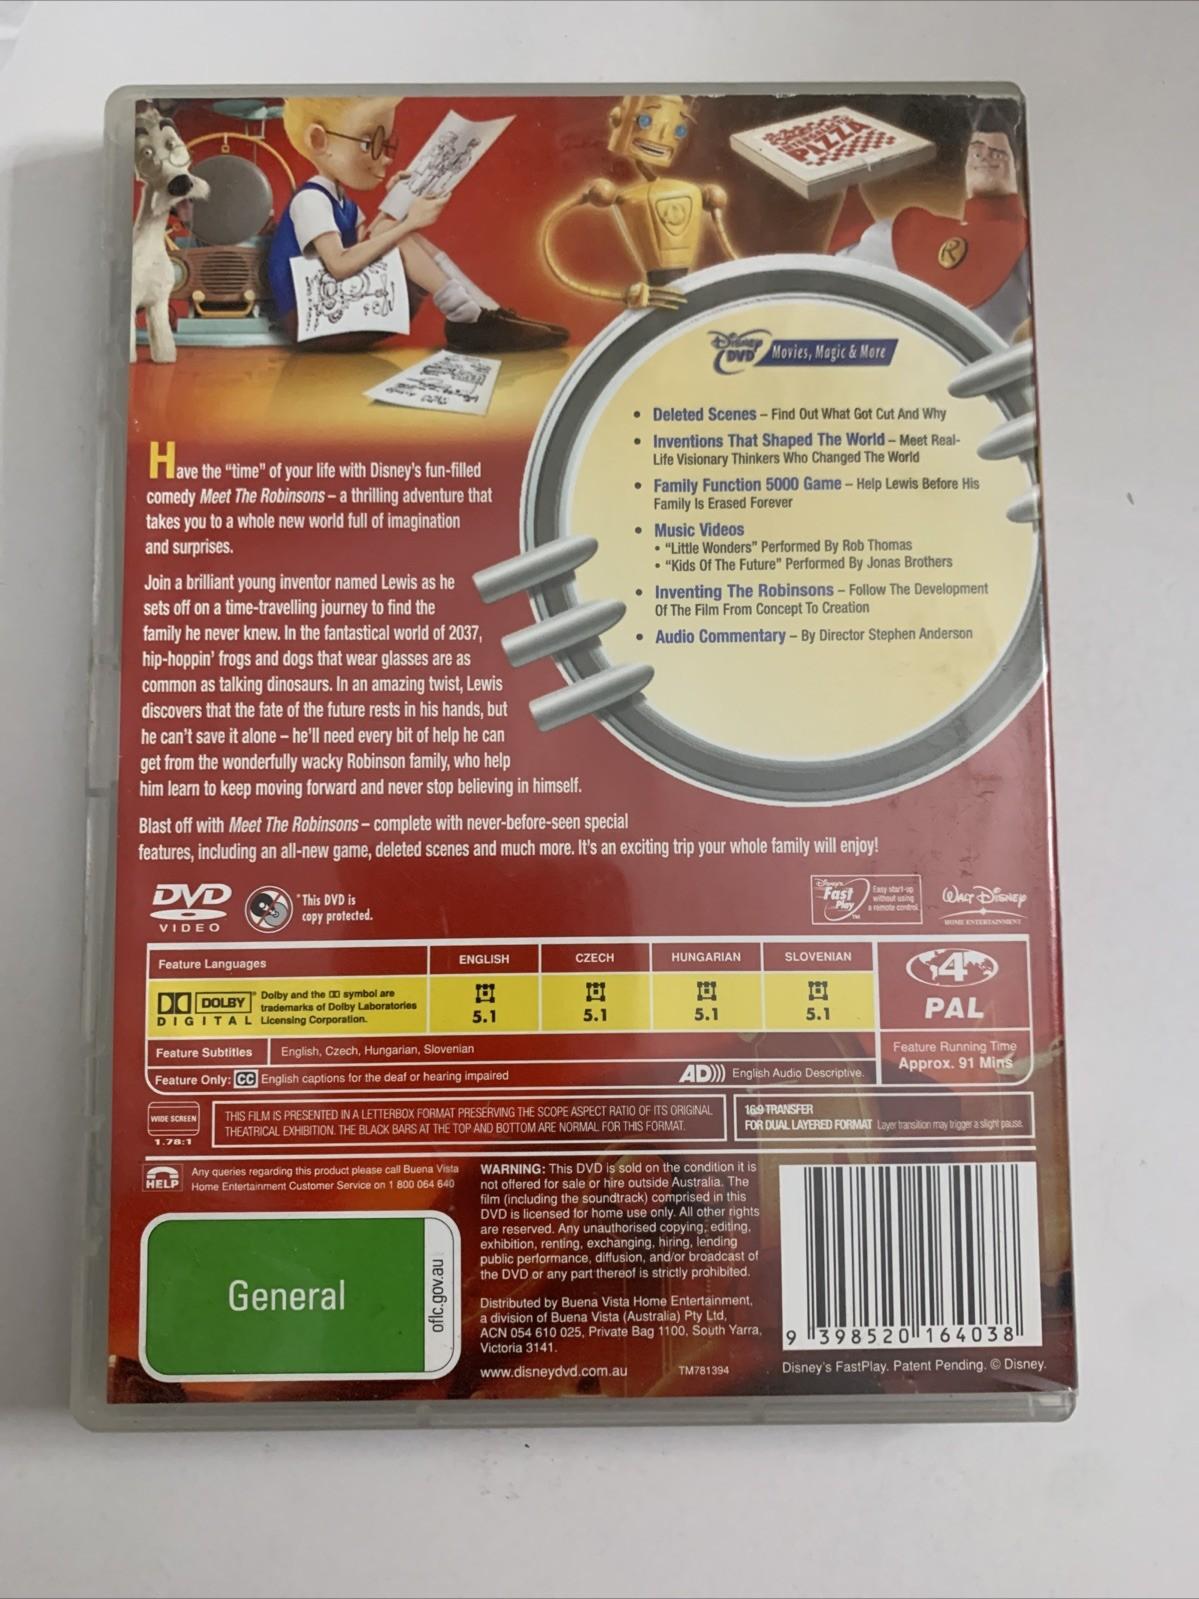 PIZZA
R
Have the “time” of your life with Disney's fun-filled
comedy Meet The Robinsons – a thrilling adventure that
takes you to a whole new world full of imagination
and surprises.
Join a brilliant young inventor named Lewis as he
sets off on a time-travelling journey to find the
family he never knew. In the fantastical world of 2037,
hip-hoppin' frogs and dogs that wear glasses are as
common as talking dinosaurs. In an amazing twist, Lewis
discovers that the fate of the future rests in his hands, but
he can't save it alone – he'll need every bit of help he can
get from the wonderfully wacky Robinson family, who help
him learn to keep moving forward and never stop believing in himself.
Blast off with Meet The Robinsons – complete with never-before-seen special
features, including an all-new game, deleted scenes and much more. It's an exciting trip your whole family will enjoy!
Disney DVD Movies, Magic & More
• Deleted Scenes – Find Out What Got Cut And Why
• Inventions That Shaped The World – Meet Real-
Life Visionary Thinkers Who Changed The World
• Family Function 5000 Game – Help Lewis Before His
Family Is Erased Forever
• Music Videos
• “Little Wonders” Performed By Rob Thomas
• “Kids Of The Future” Performed By Jonas Brothers
• Inventing The Robinsons – Follow The Development
Of The Film From Concept To Creation
• Audio Commentary – By Director Stephen Anderson
DVD
VIDEO
*This DVD is
copy protected.
Disney's
Fast
Play™
Easy start-up
without using
a remote control.
Walt Disney
HOME ENTERTAINMENT
Feature Languages ENGLISH CZECH HUNGARIAN SLOVENIAN
DOLBY
DIGITAL
Dolby and the symbol are
trademarks of Dolby Laboratories
Licensing Corporation.
5.1 5.1 5.1 5.1
4
PAL
Feature Subtitles English, Czech, Hungarian, Slovenian
Feature Only: CC English captions for the deaf or hearing impaired
AD))) English Audio Descriptive.
Feature Running Time
Approx. 91 Mins
WIDE SCREEN
1.78:1
THIS FILM IS PRESENTED IN A LETTERBOX FORMAT PRESERVING THE SCOPE ASPECT RATIO OF ITS ORIGINAL
THEATRICAL EXHIBITION. THE BLACK BARS AT THE TOP AND BOTTOM ARE NORMAL FOR THIS FORMAT.
16:9 TRANSFER
FOR DUAL LAYERED FORMAT Layer transition may trigger a slight pause.
HELP
Any queries regarding this product please call Buena Vista
Home Entertainment Customer Service on 1 800 064 640
General
oflc.gov.au
WARNING: This DVD is sold on the condition it is
not offered for sale or hire outside Australia. The
film (including the soundtrack) comprised in this
DVD is licensed for home use only. All other rights
are reserved. Any unauthorised copying, editing,
exhibition, renting, exchanging, hiring, lending
public performance, diffusion, and/or broadcast of
the DVD or any part thereof is strictly prohibited.
Distributed by Buena Vista Home Entertainment,
a division of Buena Vista (Australia) Pty Ltd,
ACN 054 610 025, Private Bag 1100, South Yarra,
Victoria 3141.
www.disneydvd.com.au TM781394
9 398520 164038
Disney's FastPlay. Patent Pending. © Disney.